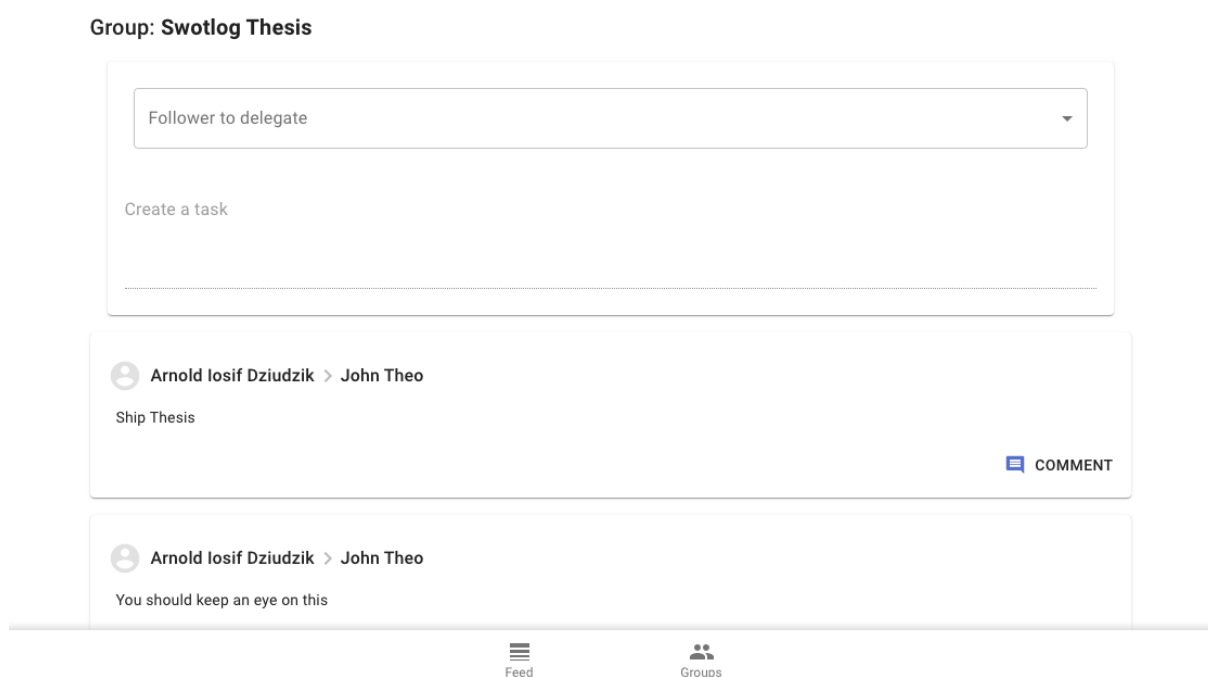 Group: Swotlog Thesis
Follower to delegate
Create a task
Arnold Iosif Dziudzik > John Theo
Ship Thesis
COMMENT
Arnold Iosif Dziudzik > John Theo
You should keep an eye on this
Feed
Groups